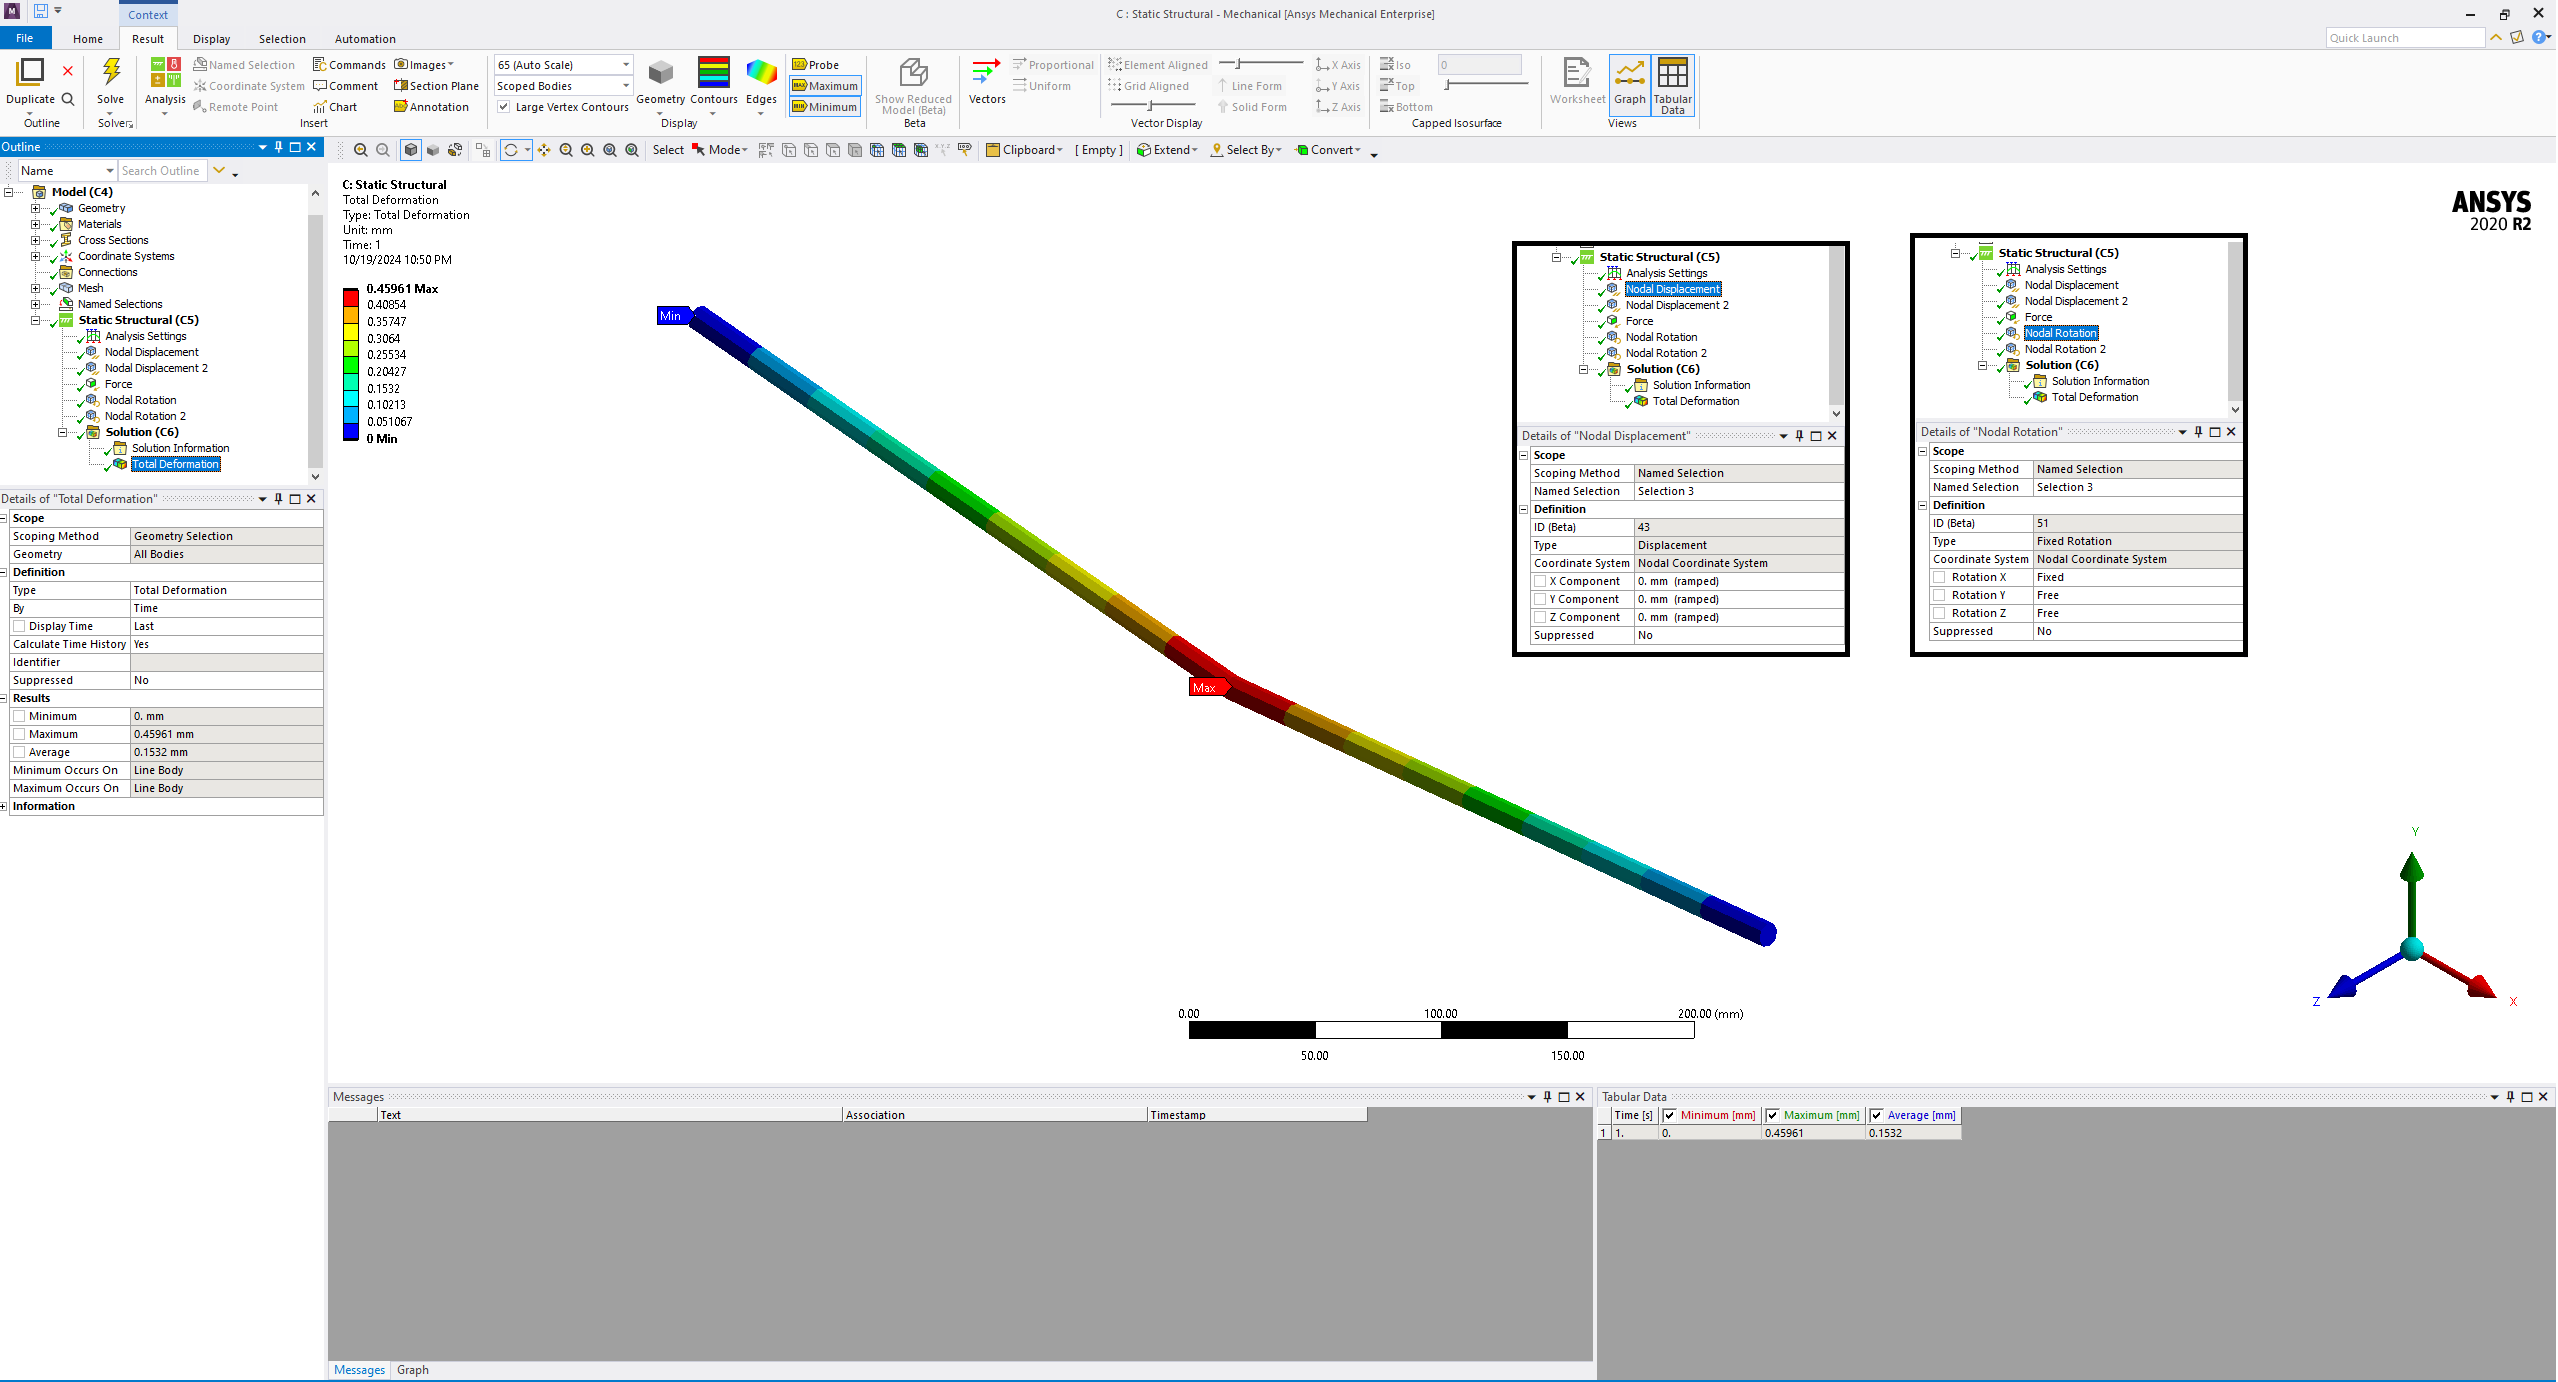 Context
C : Static Structural - Mechanical [Ansys Mechanical Enterprise]
File Home Result Display Selection Automation
Quick Launch
Duplicate
Outline
Solve
Solver
Analysis
Named Selection
Coordinate System
Remote Point
Commands
Comment
Chart
Images
Section Plane
Annotation
Insert
65 (Auto Scale)
Scoped Bodies
Large Vertex Contours
Geometry
Contours
Edges
Display
Probe
Maximum
Minimum
Show Reduced
Model (Beta)
Beta
Vectors
Proportional
Uniform
Element Aligned
Grid Aligned
Line Form
Solid Form
X Axis
Y Axis
Z Axis
Vector Display
Iso
0
Top
Bottom
Capped Isosurface
Worksheet
Graph
Tabular
Data
Views
Outline
Name
Search Outline
Select Mode Clipboard [ Empty ] Extend Select By Convert
Model (C4)
Geometry
Materials
Cross Sections
Coordinate Systems
Connections
Mesh
Named Selections
Static Structural (C5)
Analysis Settings
Nodal Displacement
Nodal Displacement 2
Force
Nodal Rotation
Nodal Rotation 2
Solution (C6)
Solution Information
Total Deformation
Details of "Total Deformation"
Scope
Scoping Method Geometry Selection
Geometry All Bodies
Definition
Type Total Deformation
By Time
Display Time Last
Calculate Time History Yes
Identifier
Suppressed No
Results
Minimum 0. mm
Maximum 0.45961 mm
Average 0.1532 mm
Minimum Occurs On Line Body
Maximum Occurs On Line Body
Information
C: Static Structural
Total Deformation
Type: Total Deformation
Unit: mm
Time: 1
10/19/2024 10:50 PM
0.45961 Max
0.40854
0.35747
0.3064
0.25534
0.20427
0.1532
0.10213
0.051067
0 Min
Min
Max
ANSYS
2020 R2
Static Structural (C5)
Analysis Settings
Nodal Displacement
Nodal Displacement 2
Force
Nodal Rotation
Nodal Rotation 2
Solution (C6)
Solution Information
Total Deformation
Details of "Nodal Displacement"
Scope
Scoping Method Named Selection
Named Selection Selection 3
Definition
ID (Beta) 43
Type Displacement
Coordinate System Nodal Coordinate System
X Component 0. mm (ramped)
Y Component 0. mm (ramped)
Z Component 0. mm (ramped)
Suppressed No
Static Structural (C5)
Analysis Settings
Nodal Displacement
Nodal Displacement 2
Force
Nodal Rotation
Nodal Rotation 2
Solution (C6)
Solution Information
Total Deformation
Details of "Nodal Rotation"
Scope
Scoping Method Named Selection
Named Selection Selection 3
Definition
ID (Beta) 51
Type Fixed Rotation
Coordinate System Nodal Coordinate System
Rotation X Fixed
Rotation Y Free
Rotation Z Free
Suppressed No
Y
Z
X
0.00 100.00 200.00 (mm)
50.00 150.00
Messages
Text Association Timestamp
Messages Graph
Tabular Data
Time [s] Minimum [mm] Maximum [mm] Average [mm]
1 1. 0. 0.45961 0.1532